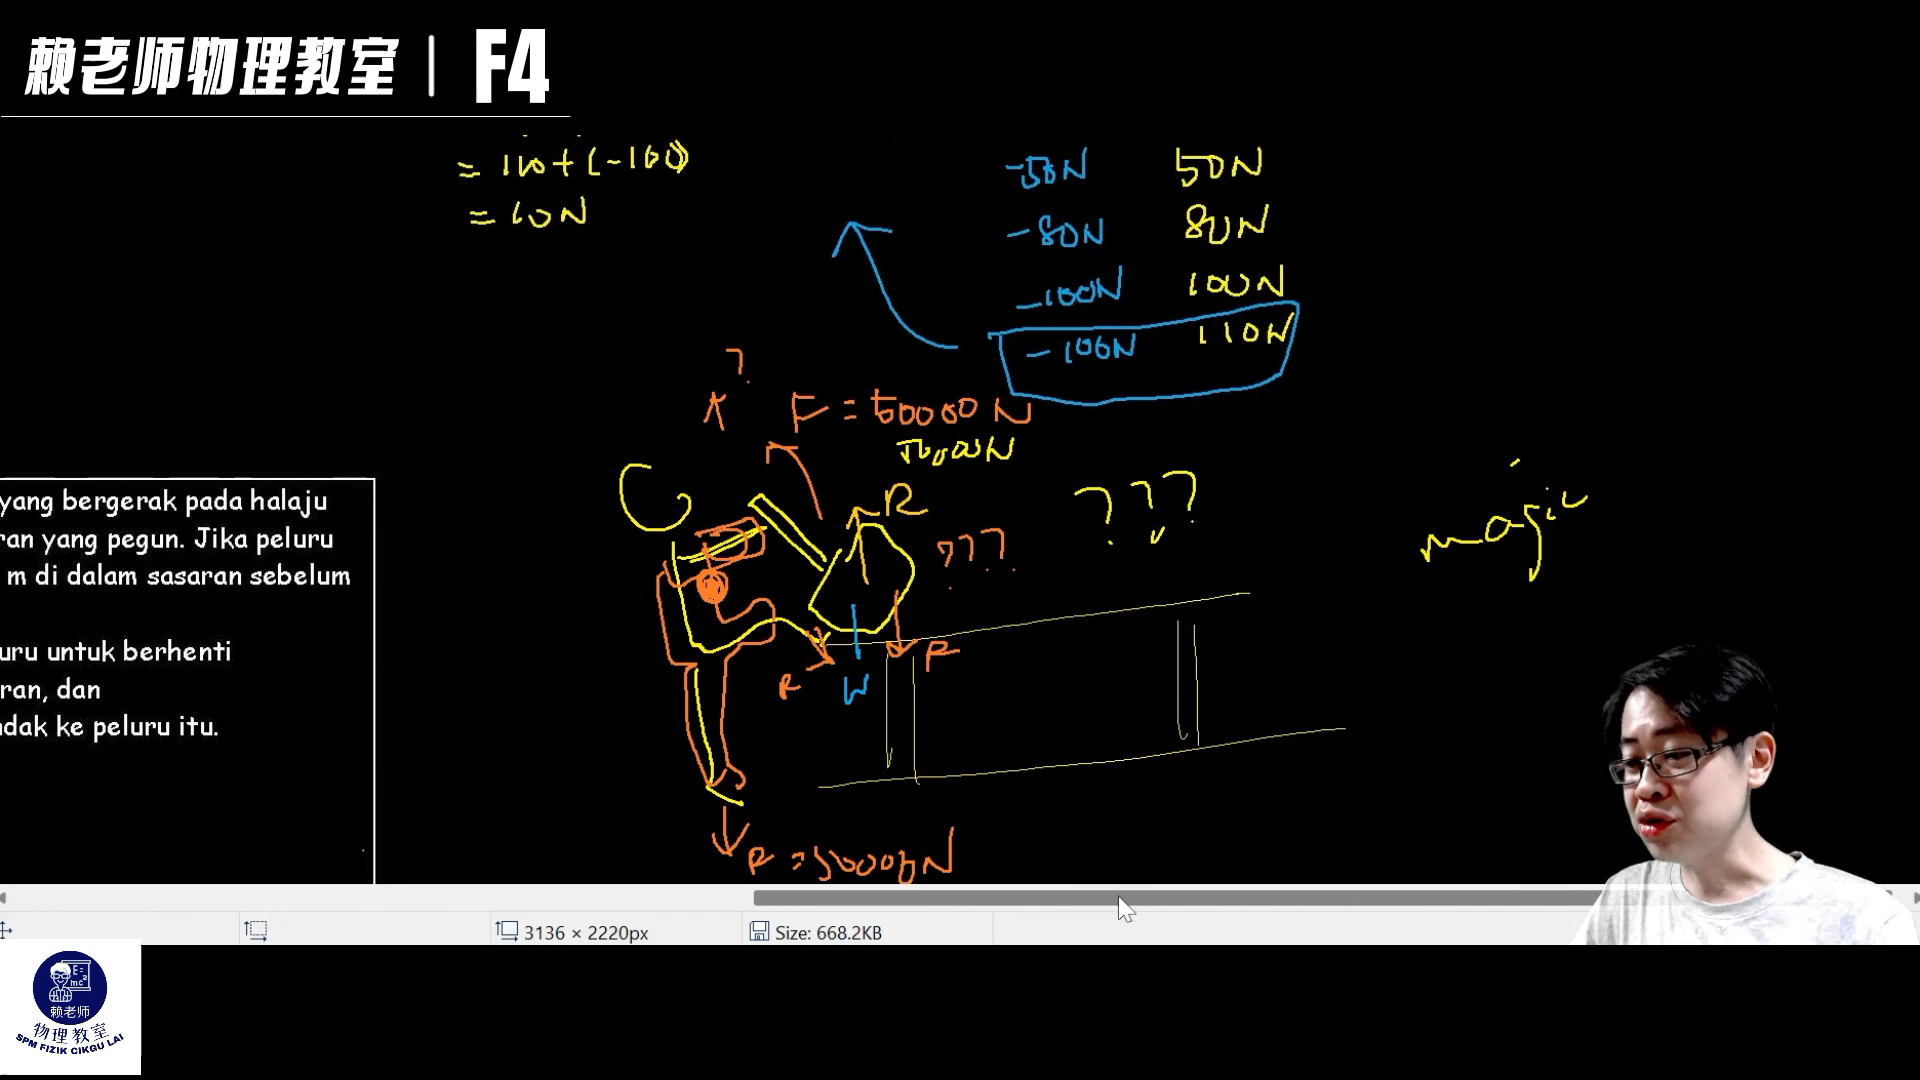 赖老师物理教室 | F4
= 110 + (-100)
= 10N
-50N 50N
-80N 80N
-100N 100N
-100N 110N
?
F = 50000N
50000N
R
???
???
magic
yang bergerak pada halaju
ran yang pegun. Jika peluru
m di dalam sasaran sebelum
uru untuk berhenti
ran, dan
ndak ke peluru itu.
R
R
W
R = 50000N
3136 × 2220px
Size: 668.2KB
E=
mc²
赖老师
物理教室
SPM FIZIK CIKGU LAI